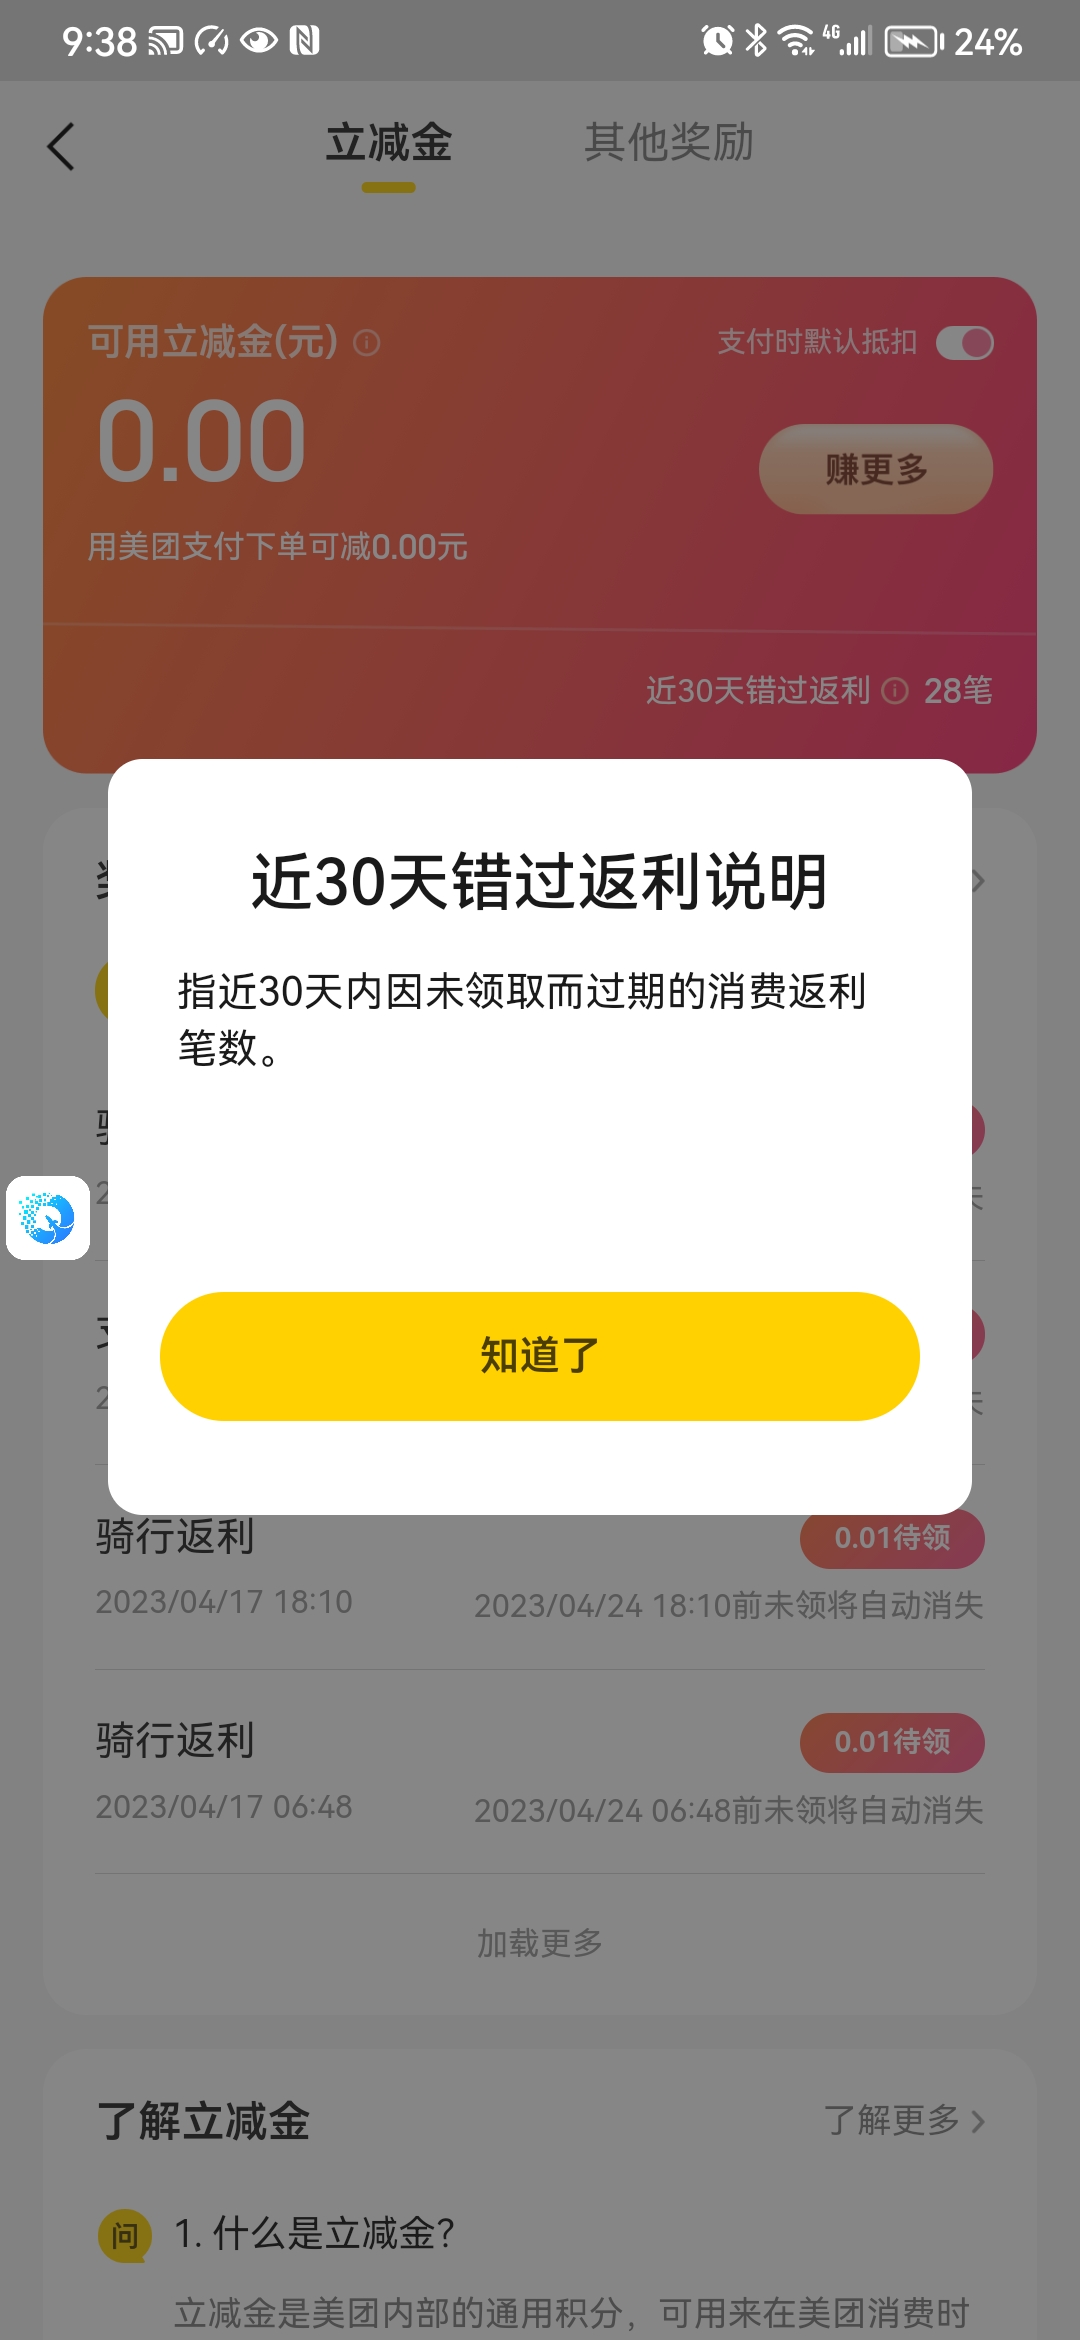 9:38
4G
24%
立减金
其他奖励
可用立减金(元)
支付时默认抵扣
0.00
赚更多
用美团支付下单可减0.00元
近30天错过返利
28笔
近30天错过返利说明
指近30天内因未领取而过期的消费返利
笔数。
知道了
骑行返利
0.01待领
2023/04/17 18:10
2023/04/24 18:10前未领将自动消失
骑行返利
0.01待领
2023/04/17 06:48
2023/04/24 06:48前未领将自动消失
加载更多
了解立减金
了解更多
问
1. 什么是立减金?
立减金是美团内部的通用积分，可用来在美团消费时